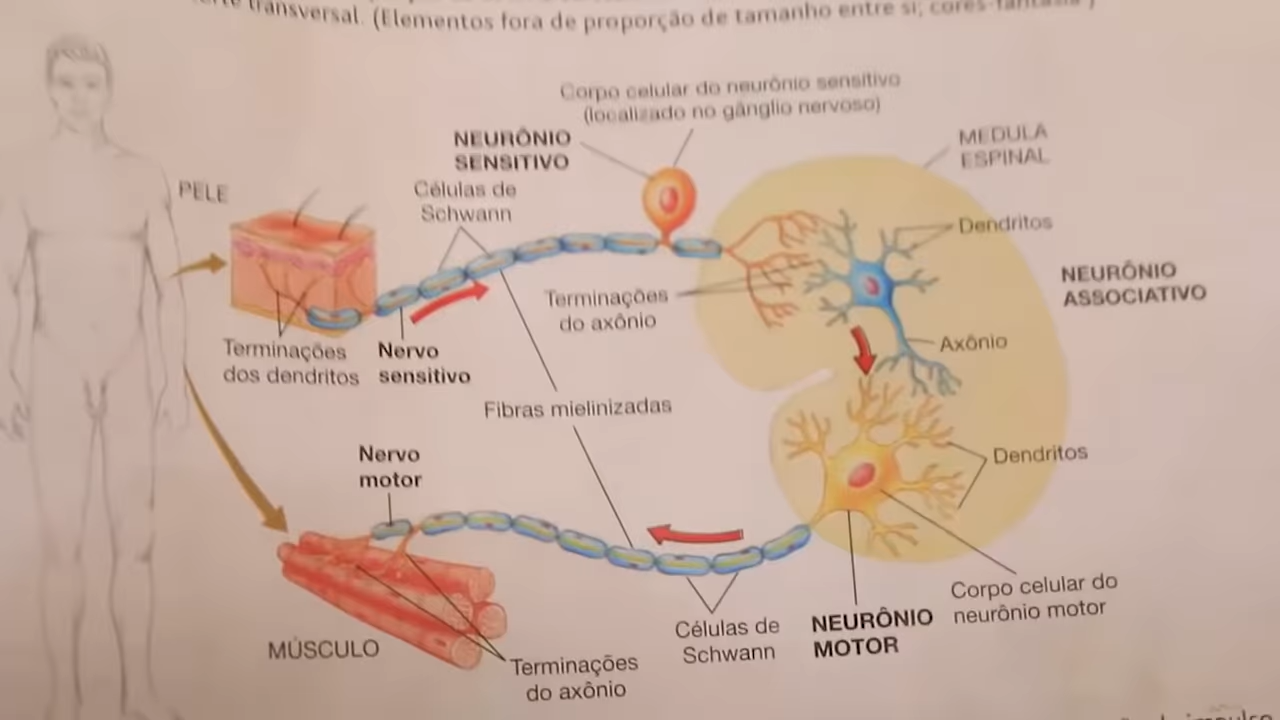 transversal. (Elementos fora de proporção de tamanho entre si; cores-fantasia )
Corpo celular do neurônio sensitivo
(localizado no gânglio nervoso)
NEURÔNIO
SENSITIVO
MEDULA
ESPINAL
PELE
Células de
Schwann
Dendritos
NEURÔNIO
ASSOCIATIVO
Terminações
do axônio
Axônio
Terminações
dos dendritos
Nervo
sensitivo
Fibras mielinizadas
Nervo
motor
Dendritos
Corpo celular do
neurônio motor
NEURÔNIO
MOTOR
Células de
Schwann
MÚSCULO
Terminações
do axônio